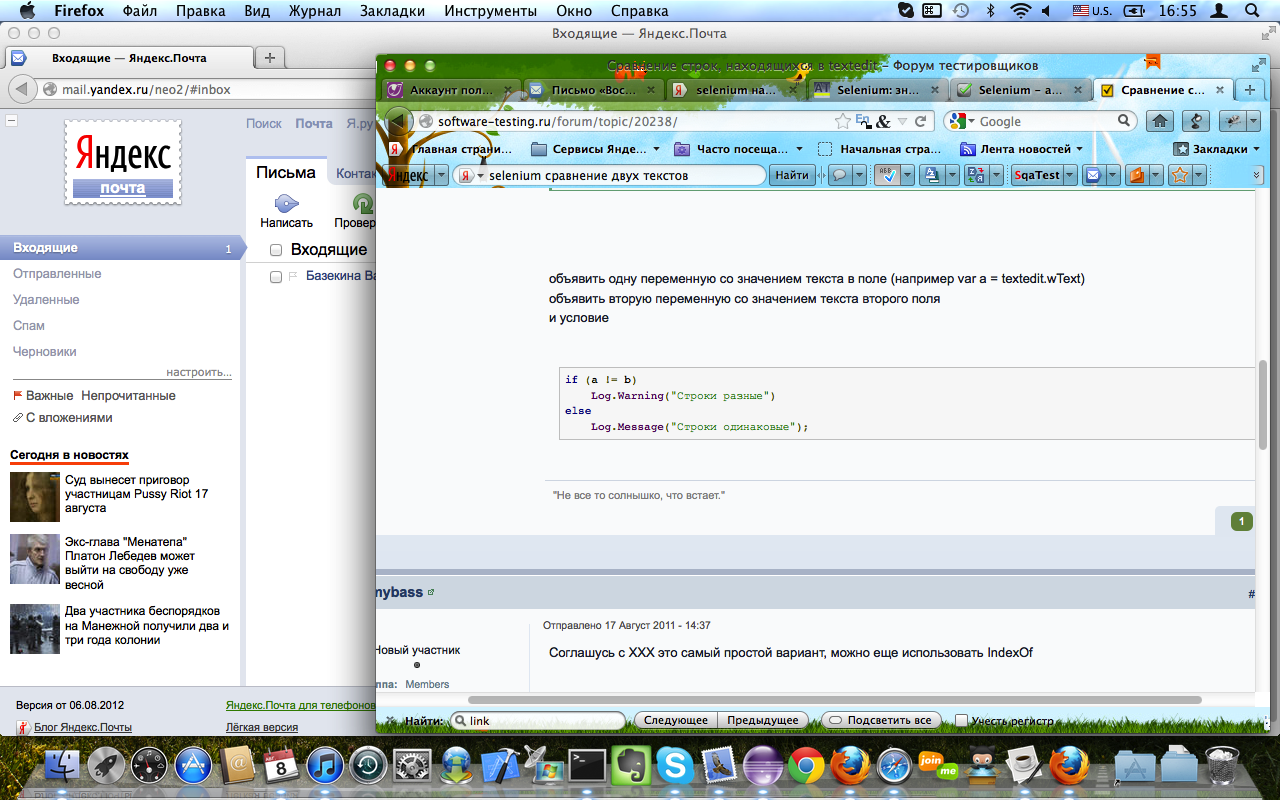 Firefox Файл Правка Вид Журнал Закладки Инструменты Окно Справка U.S. 16:55
Входящие — Яндекс.Почта
Входящие — Яндекс.Почта
mail.yandex.ru/neo2/#inbox
Яндекс
почта
Поиск Почта Я.ру
Письма Конта
Написать Провер
Входящие 1
Отправленные
Удаленные
Спам
Черновики
настроить...
Важные Непрочитанные
С вложениями
Входящие
Базекина Ва
Сегодня в новостях
Суд вынесет приговор
участницам Pussy Riot 17
августа
Экс-глава "Менатепа"
Платон Лебедев может
выйти на свободу уже
весной
Два участника беспорядков
на Манежной получили два и
три года колонии
Версия от 06.08.2012 Яндекс.Почта для телефонов
Блог Яндекс.Почты Лёгкая версия
Сравнение строк, находящихся в textedit – Форум тестировщиков
Аккаунт пол... Письмо «Вос... selenium на... Selenium: зн... Selenium – а... Сравнение с...
software-testing.ru/forum/topic/20238/ Google
Главная страни... Сервисы Янде... Часто посеща... Начальная стра... Лента новостей Закладки
Яндекс selenium сравнение двух текстов Найти SqaTest
объявить одну переменную со значением текста в поле (например var a = textedit.wText)
объявить вторую переменную со значением текста второго поля
и условие
if (a != b)
Log.Warning("Строки разные")
else
Log.Message("Строки одинаковые");
"Не все то солнышко, что встает."
1
mybass #
Отправлено 17 Август 2011 - 14:37
Новый участник
Соглашусь с XXX это самый простой вариант, можно еще использовать IndexOf
ппа: Members
Найти: link Следующее Предыдущее Подсветить все Учесть регистр
8
join
me